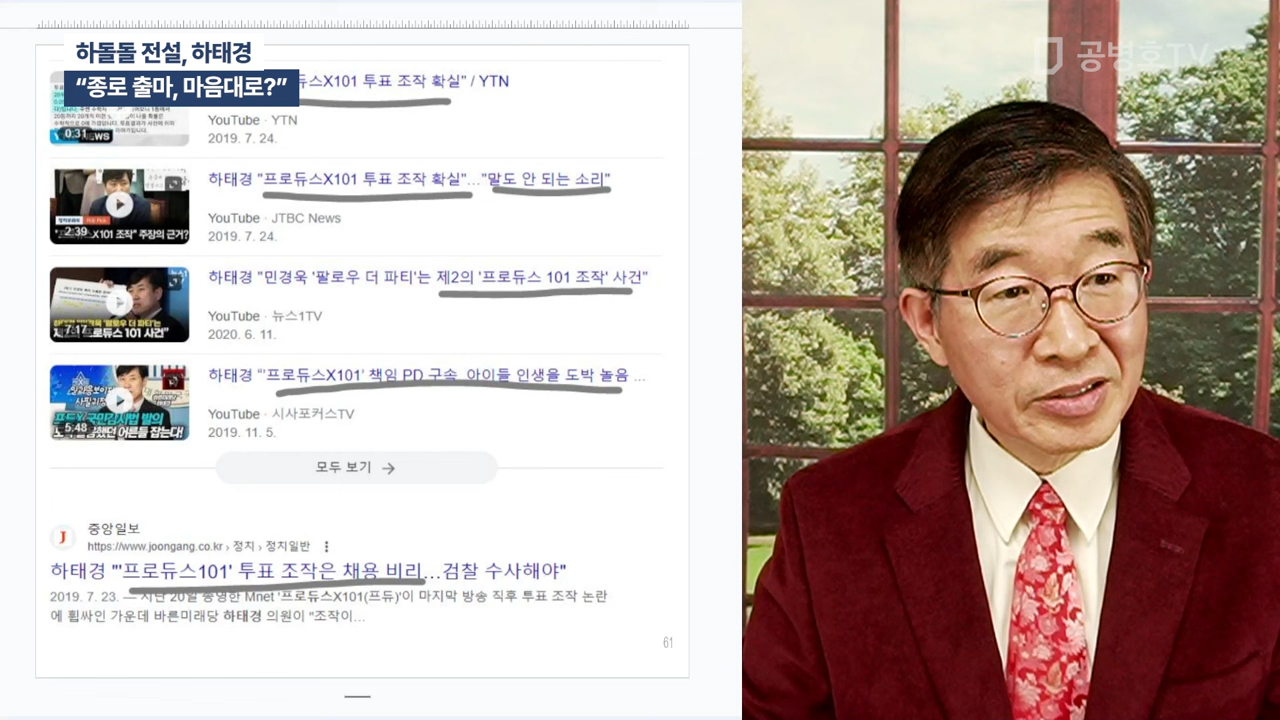 하돌돌 전설, 하태경
“종로 출마, 마음대로?”
공병호TV
듀스X101 투표 조작 확실" / YTN
YouTube · YTN
2019. 7. 24.
0:31
NEWS
하태경 "프로듀스X101 투표 조작 확실"…"말도 안 되는 소리"
YouTube · JTBC News
2019. 7. 24.
2:39
조작" 주장의 근거?
하태경 "민경욱 '팔로우 더 파티'는 제2의 '프로듀스 101 조작' 사건"
YouTube · 뉴스1TV
2020. 6. 11.
7:17
하태경 "'프로듀스X101' 책임 PD 구속, 아이들 인생을 도박 놀음 ...
YouTube · 시사포커스TV
2019. 11. 5.
5:48
모두 보기 →
J
중앙일보
https://www.joongang.co.kr › 정치 › 정치일반
하태경 "'프로듀스101' 투표 조작은 채용 비리…검찰 수사해야"
2019. 7. 23. — 지난 20일 종영한 Mnet '프로듀스X101(프듀)'이 마지막 방송 직후 투표 조작 논란
에 휩싸인 가운데 바른미래당 하태경 의원이 "조작이...
61